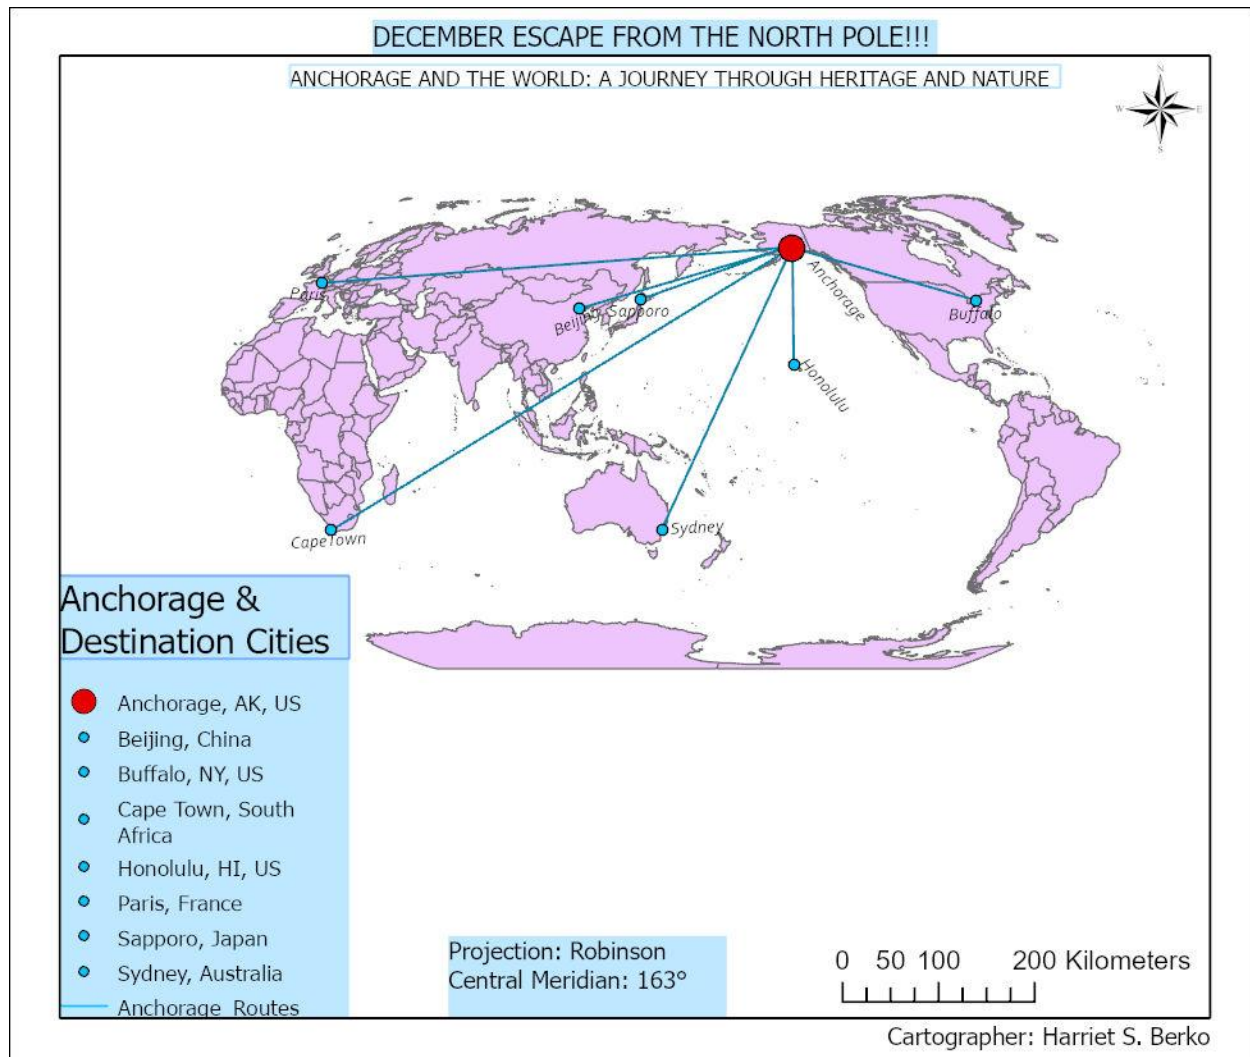 DECEMBER ESCAPE FROM THE NORTH POLE!!!
ANCHORAGE AND THE WORLD: A JOURNEY THROUGH HERITAGE AND NATURE
N
W E
S
Anchorage
Paris
Beijing
Sapporo
Buffalo
Honolulu
CapeTown
Sydney
Anchorage &
Destination Cities
Anchorage, AK, US
Beijing, China
Buffalo, NY, US
Cape Town, South
Africa
Honolulu, HI, US
Paris, France
Sapporo, Japan
Sydney, Australia
Anchorage_Routes
Projection: Robinson
Central Meridian: 163°
0 50 100 200 Kilometers
Cartographer: Harriet S. Berko